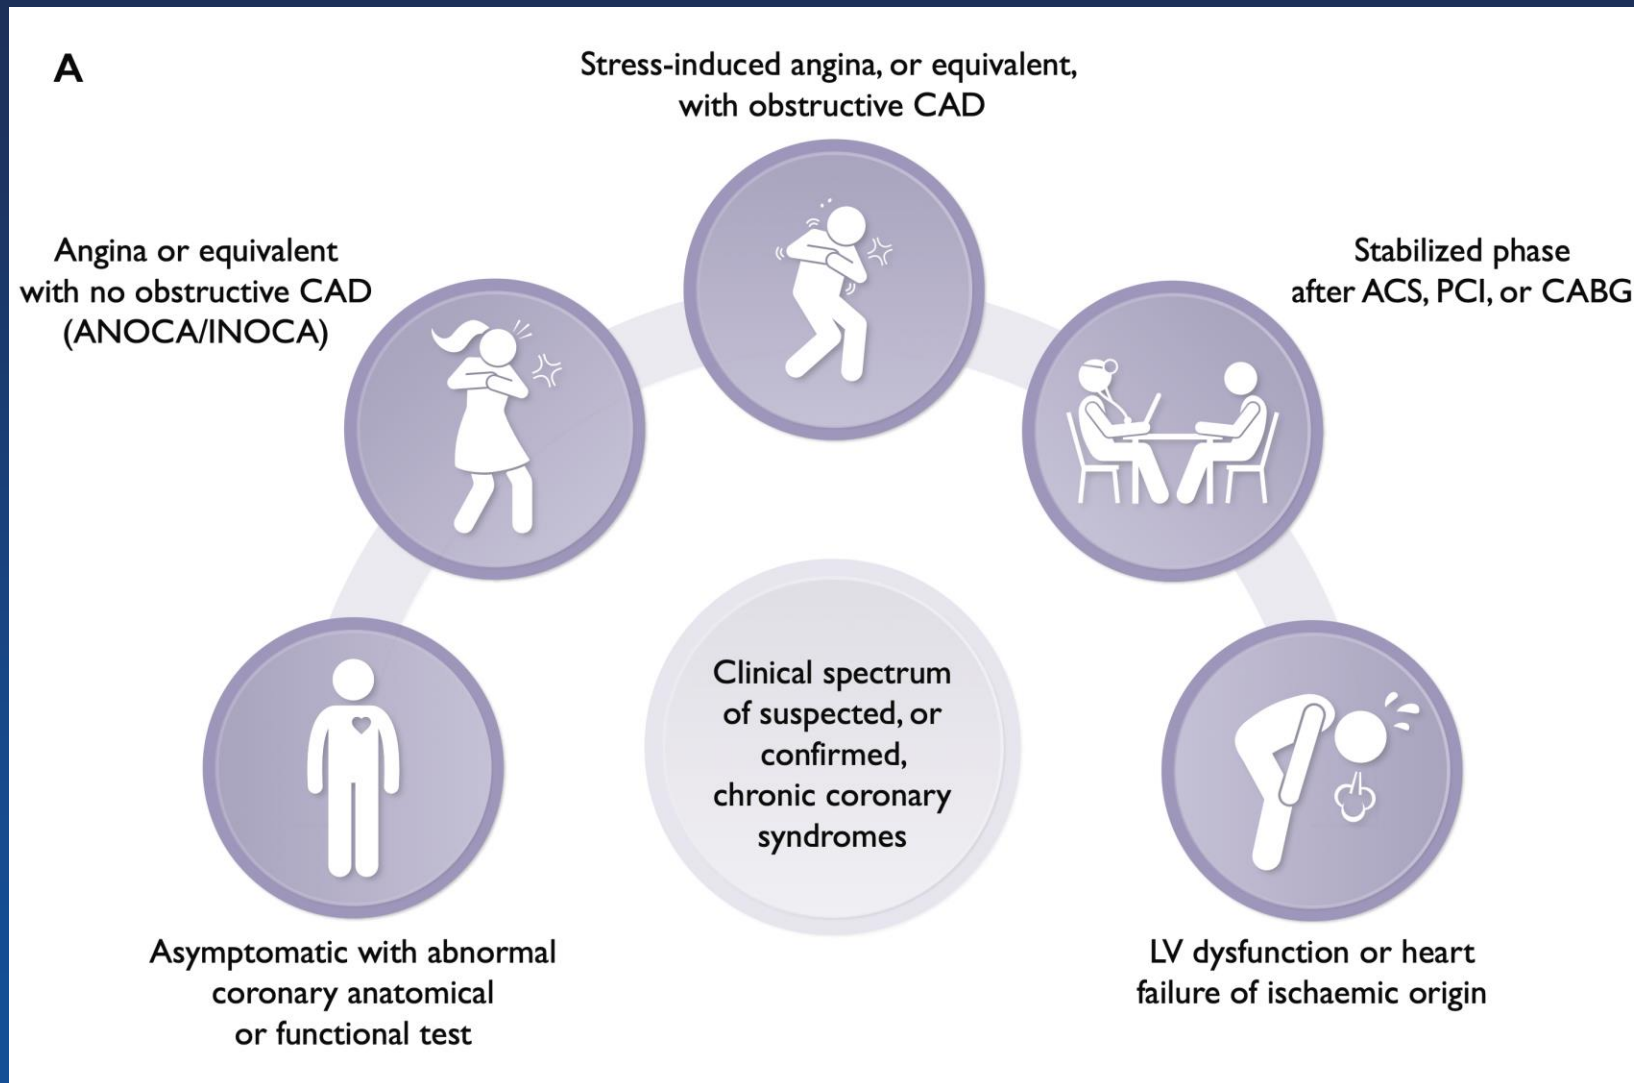 A
Stress-induced angina, or equivalent,
with obstructive CAD
Angina or equivalent
with no obstructive CAD
(ANOCA/INOCA)
Stabilized phase
after ACS, PCI, or CABG
Clinical spectrum
of suspected, or
confirmed,
chronic coronary
syndromes
Asymptomatic with abnormal
coronary anatomical
or functional test
LV dysfunction or heart
failure of ischaemic origin